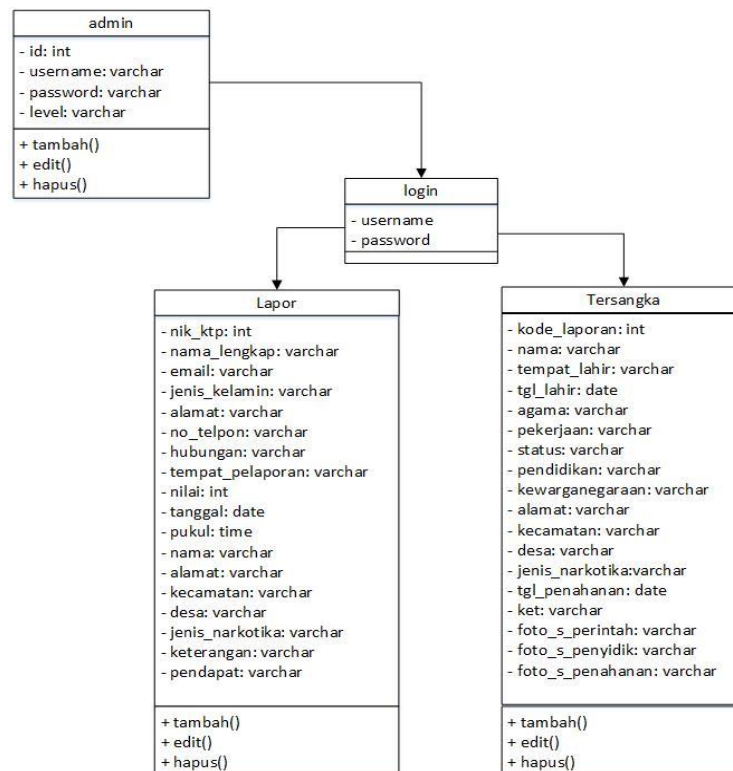 admin
- id: int
- username: varchar
- password: varchar
- level: varchar
+ tambah()
+ edit()
+ hapus()
login
- username
- password
Lapor
- nik_ktp: int
- nama_lengkap: varchar
- email: varchar
- jenis_kelamin: varchar
- alamat: varchar
- no_telpon: varchar
- hubungan: varchar
- tempat_pelaporan: varchar
- nilai: int
- tanggal: date
- pukul: time
- nama: varchar
- alamat: varchar
- kecamatan: varchar
- desa: varchar
- jenis_narkotika: varchar
- keterangan: varchar
- pendapat: varchar
+ tambah()
+ edit()
+ hapus()
Tersangka
- kode_laporan: int
- nama: varchar
- tempat_lahir: varchar
- tgl_lahir: date
- agama: varchar
- pekerjaan: varchar
- status: varchar
- pendidikan: varchar
- kewarganegaraan: varchar
- alamat: varchar
- kecamatan: varchar
- desa: varchar
- jenis_narkotika:varchar
- tgl_penahanan: date
- ket: varchar
- foto_s_perintah: varchar
- foto_s_penyidik: varchar
- foto_s_penahanan: varchar
+ tambah()
+ edit()
+ hapus()